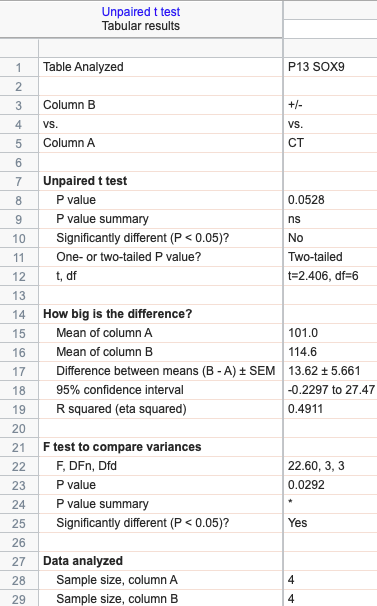 Unpaired t test
Tabular results
1 Table Analyzed P13 SOX9
2
3 Column B +/-
4 vs. vs.
5 Column A CT
6
7 Unpaired t test
8 P value 0.0528
9 P value summary ns
10 Significantly different (P < 0.05)? No
11 One- or two-tailed P value? Two-tailed
12 t, df t=2.406, df=6
13
14 How big is the difference?
15 Mean of column A 101.0
16 Mean of column B 114.6
17 Difference between means (B - A) ± SEM 13.62 ± 5.661
18 95% confidence interval -0.2297 to 27.47
19 R squared (eta squared) 0.4911
20
21 F test to compare variances
22 F, DFn, Dfd 22.60, 3, 3
23 P value 0.0292
24 P value summary *
25 Significantly different (P < 0.05)? Yes
26
27 Data analyzed
28 Sample size, column A 4
29 Sample size, column B 4